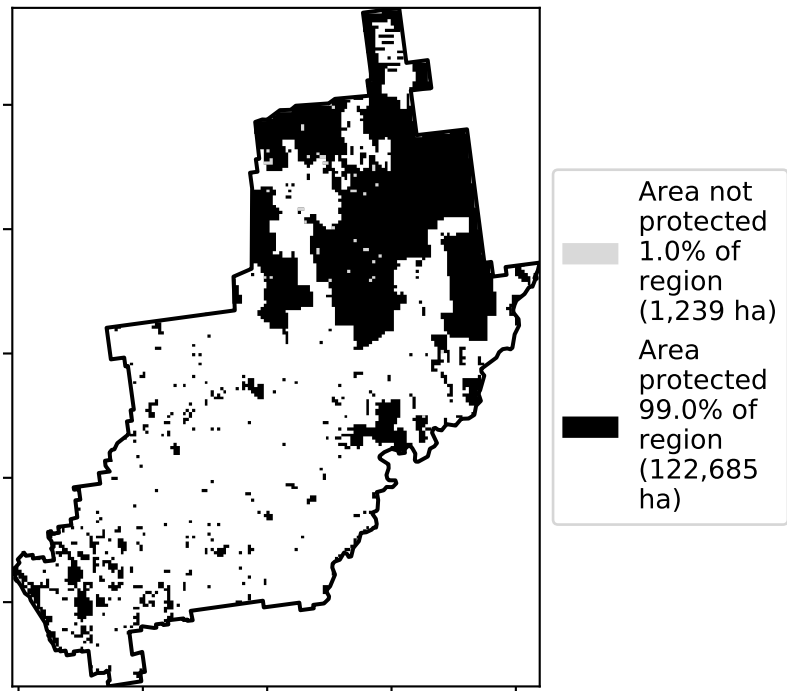 Area not
protected
1.0% of
region
(1,239 ha)
Area
protected
99.0% of
region
(122,685
ha)